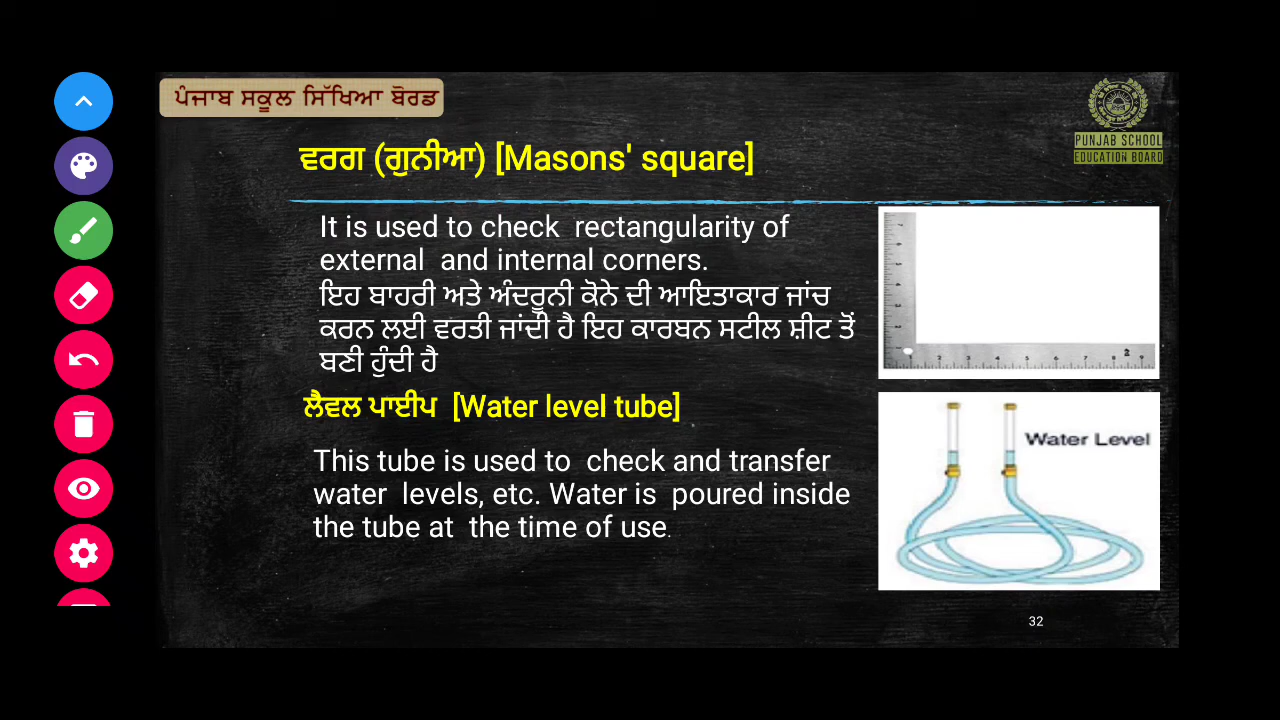 ਪੰਜਾਬ ਸਕੂਲ ਸਿੱਖਿਆ ਬੋਰਡ
PUNJAB SCHOOL
EDUCATION BOARD
ਵਰਗ (ਗੁਨੀਆ) [Masons' square]
It is used to check rectangularity of
external and internal corners.
ਇਹ ਬਾਹਰੀ ਅਤੇ ਅੰਦਰੂਨੀ ਕੋਨੇ ਦੀ ਆਇਤਾਕਾਰ ਜਾਂਚ
ਕਰਨ ਲਈ ਵਰਤੀ ਜਾਂਦੀ ਹੈ ਇਹ ਕਾਰਬਨ ਸਟੀਲ ਸ਼ੀਟ ਤੋਂ
ਬਣੀ ਹੁੰਦੀ ਹੈ
ਲੈਵਲ ਪਾਈਪ [Water level tube]
Water Level
This tube is used to check and transfer
water levels, etc. Water is poured inside
the tube at the time of use.
32